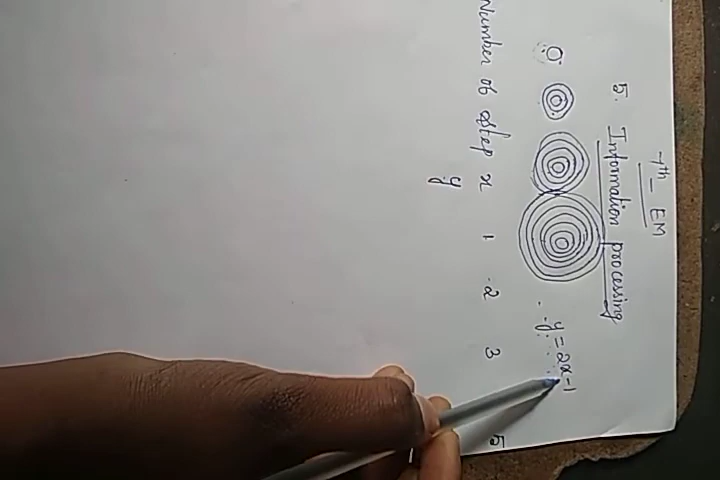 7th - EM
5. Information processing
y = 2x-1
Number of step x 1 2 3 5
y